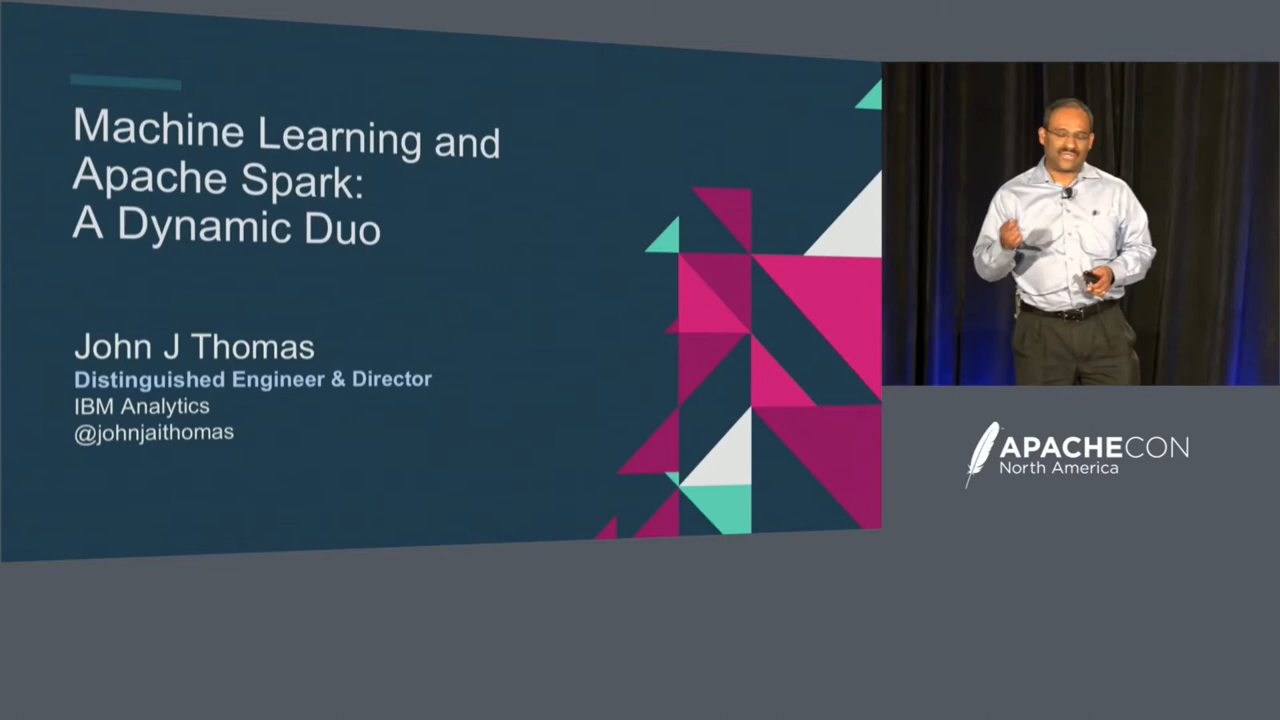 Machine Learning and
Apache Spark:
A Dynamic Duo
John J Thomas
Distinguished Engineer & Director
IBM Analytics
@johnjaithomas
APACHECON
North America